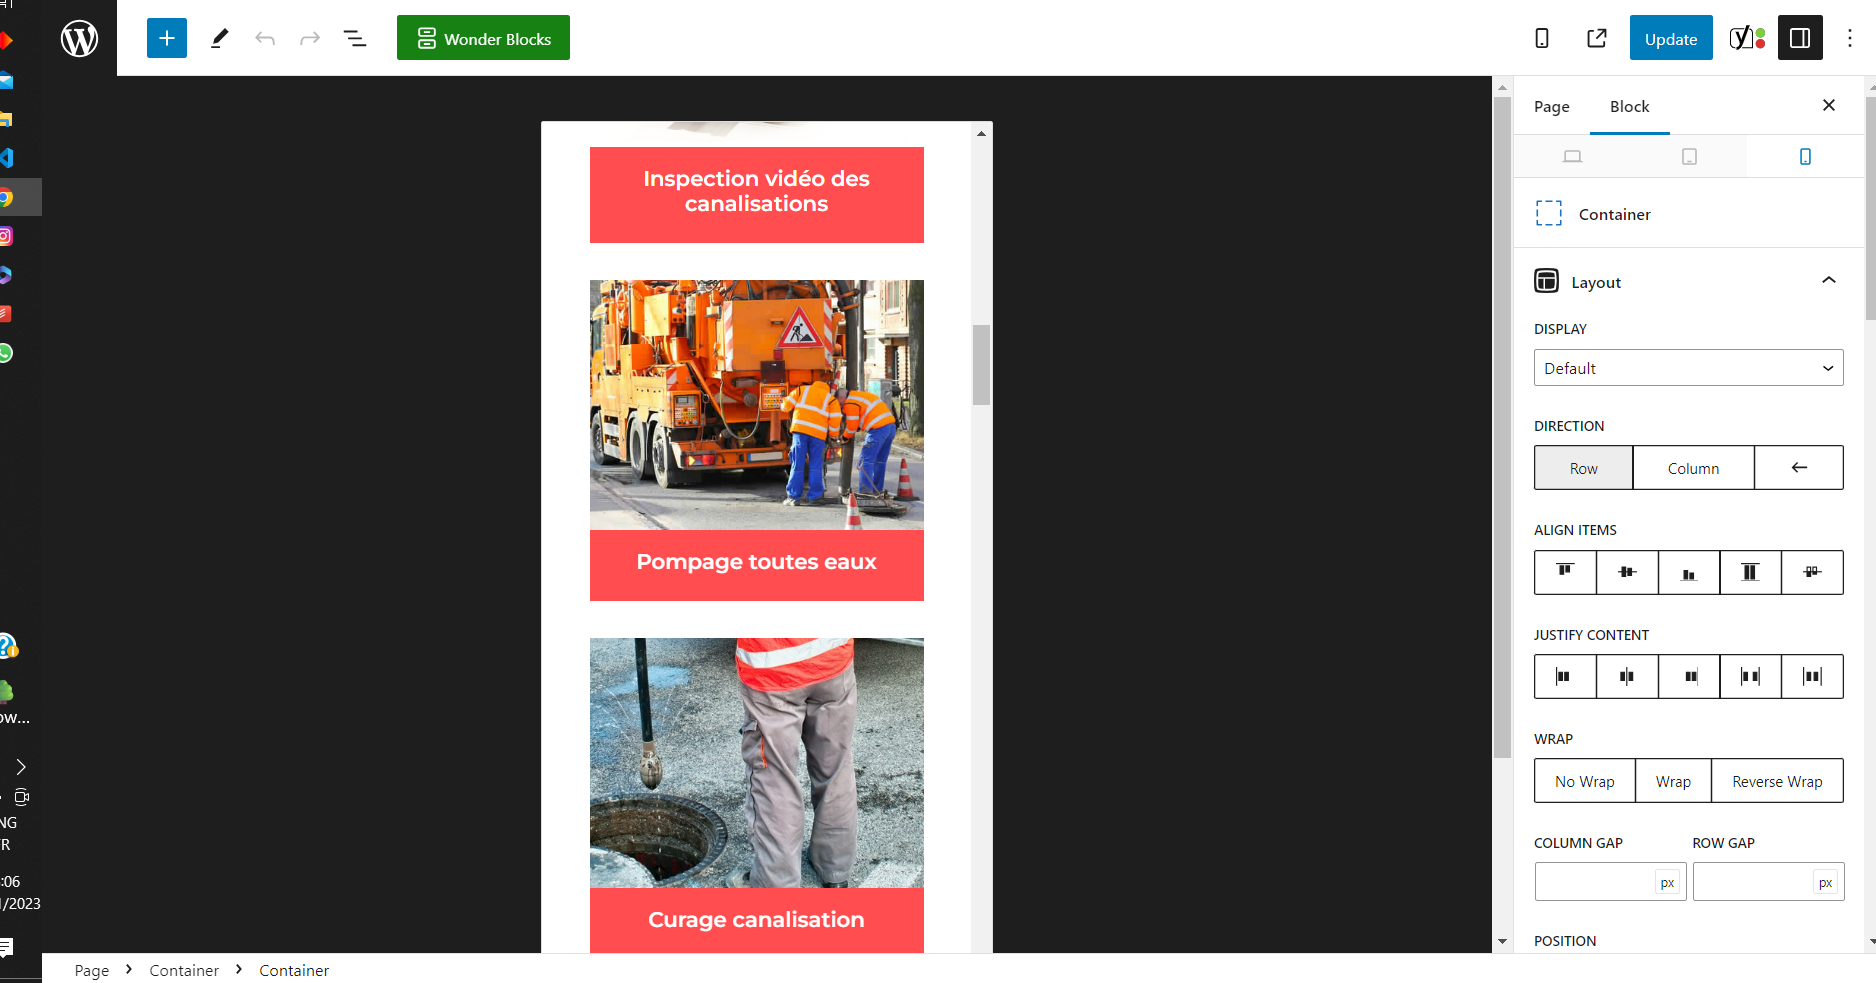 Wonder Blocks
Update
Page
Block
Inspection vidéo des
canalisations
Container
Layout
DISPLAY
Default
DIRECTION
Row
Column
ALIGN ITEMS
Pompage toutes eaux
JUSTIFY CONTENT
WRAP
No Wrap
Wrap
Reverse Wrap
COLUMN GAP
ROW GAP
px
px
Curage canalisation
POSITION
ow...
NG
R
:06
/2023
Page
Container
Container